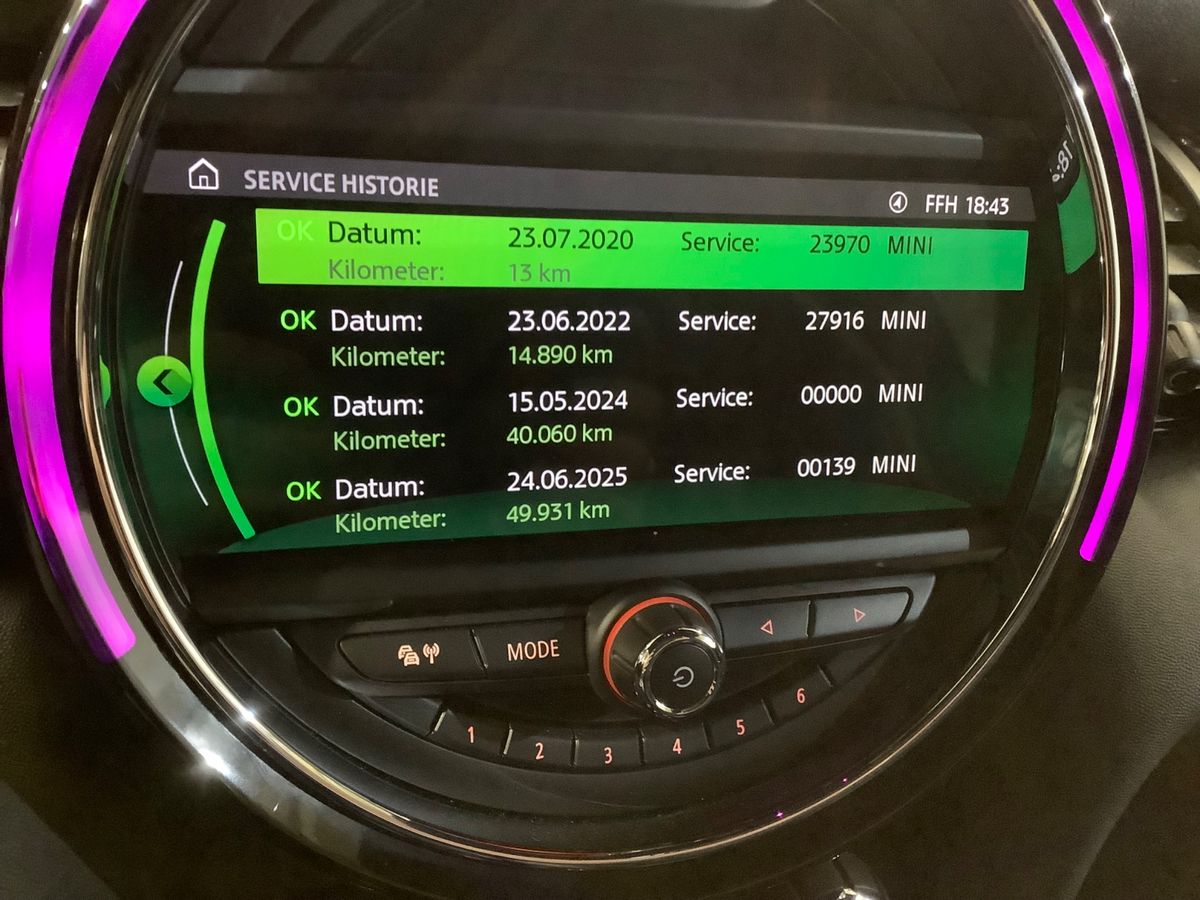 SERVICE HISTORIE
FFH 18:43
OK Datum: 23.07.2020 Service: 23970 MINI
Kilometer: 13 km
OK Datum: 23.06.2022 Service: 27916 MINI
Kilometer: 14.890 km
OK Datum: 15.05.2024 Service: 00000 MINI
Kilometer: 40.060 km
OK Datum: 24.06.2025 Service: 00139 MINI
Kilometer: 49.931 km
MODE
1 2 3 4 5 6